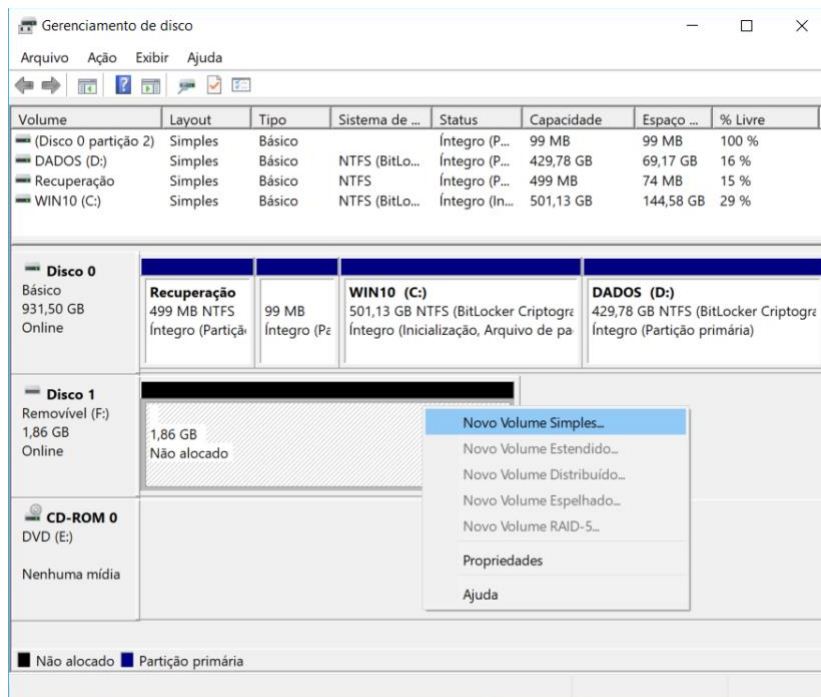 Gerenciamento de disco
Arquivo Ação Exibir Ajuda
Volume Layout Tipo Sistema de ... Status Capacidade Espaço ... % Livre
(Disco 0 partição 2) Simples Básico Íntegro (P... 99 MB 99 MB 100 %
DADOS (D:) Simples Básico NTFS (BitLo... Íntegro (P... 429,78 GB 69,17 GB 16 %
Recuperação Simples Básico NTFS Íntegro (P... 499 MB 74 MB 15 %
WIN10 (C:) Simples Básico NTFS (BitLo... Íntegro (In... 501,13 GB 144,58 GB 29 %
Disco 0
Básico
931,50 GB
Online
Recuperação
499 MB NTFS
Íntegro (Partiçã
99 MB
Íntegro (Pa
WIN10 (C:)
501,13 GB NTFS (BitLocker Criptogra
Íntegro (Inicialização, Arquivo de pa
DADOS (D:)
429,78 GB NTFS (BitLocker Criptogra
Íntegro (Partição primária)
Disco 1
Removível (F:)
1,86 GB
Online
1,86 GB
Não alocado
Novo Volume Simples...
Novo Volume Estendido...
Novo Volume Distribuído...
Novo Volume Espelhado...
Novo Volume RAID-5...
Propriedades
Ajuda
CD-ROM 0
DVD (E:)
Nenhuma mídia
Não alocado Partição primária